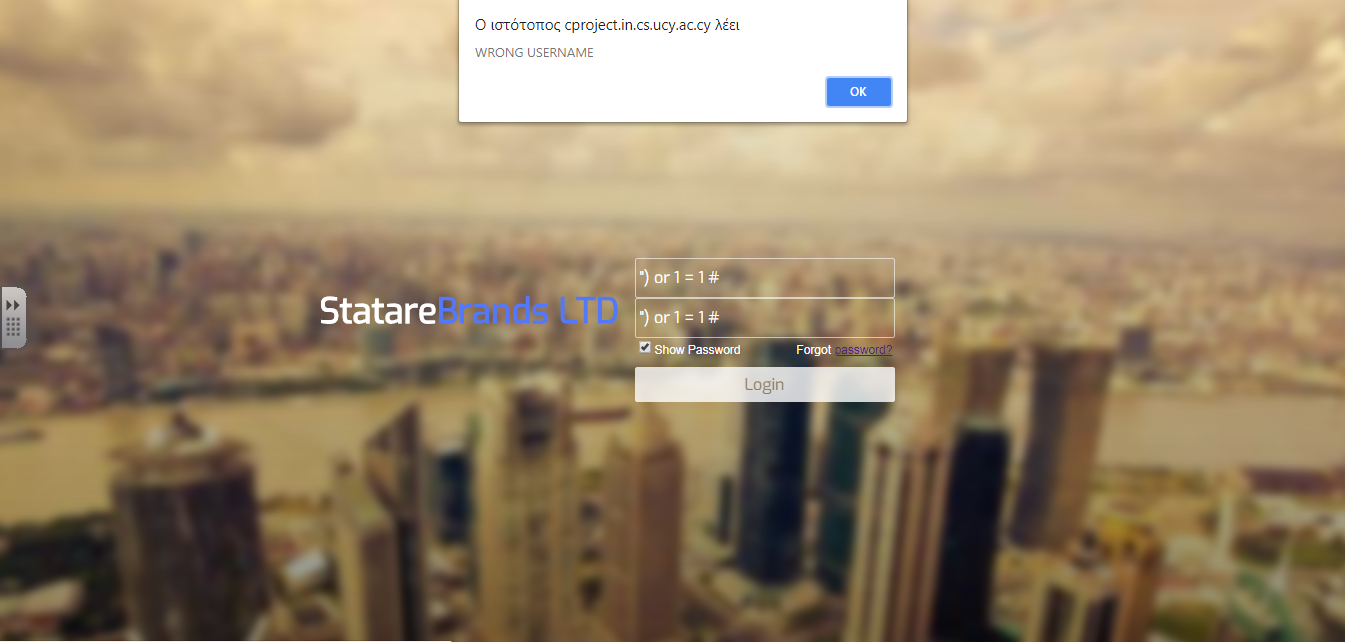 Ο ιστότοπος cproject.in.cs.ucy.ac.cy λέει
WRONG USERNAME
OK
StatareBrands LTD
") or 1 = 1 #
") or 1 = 1 #
Show Password Forgot password?
Login